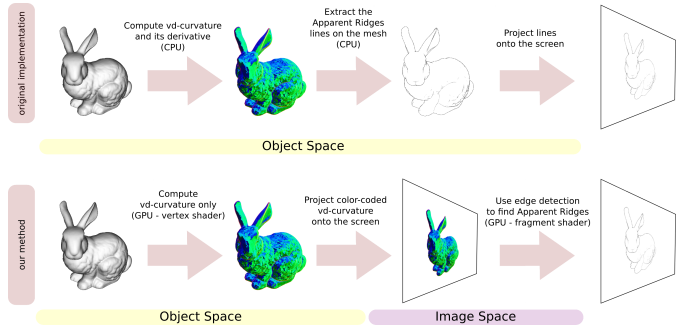 original implementation
Compute vd-curvature
and its derivative
(CPU)
Extract the
Apparent Ridges
lines on the mesh
(CPU)
Project lines
onto the screen
Object Space
our method
Compute
vd-curvature only
(GPU - vertex shader)
Project color-coded
vd-curvature
onto the screen
Use edge detection
to find Apparent Ridges
(GPU - fragment shader)
Object Space
Image Space